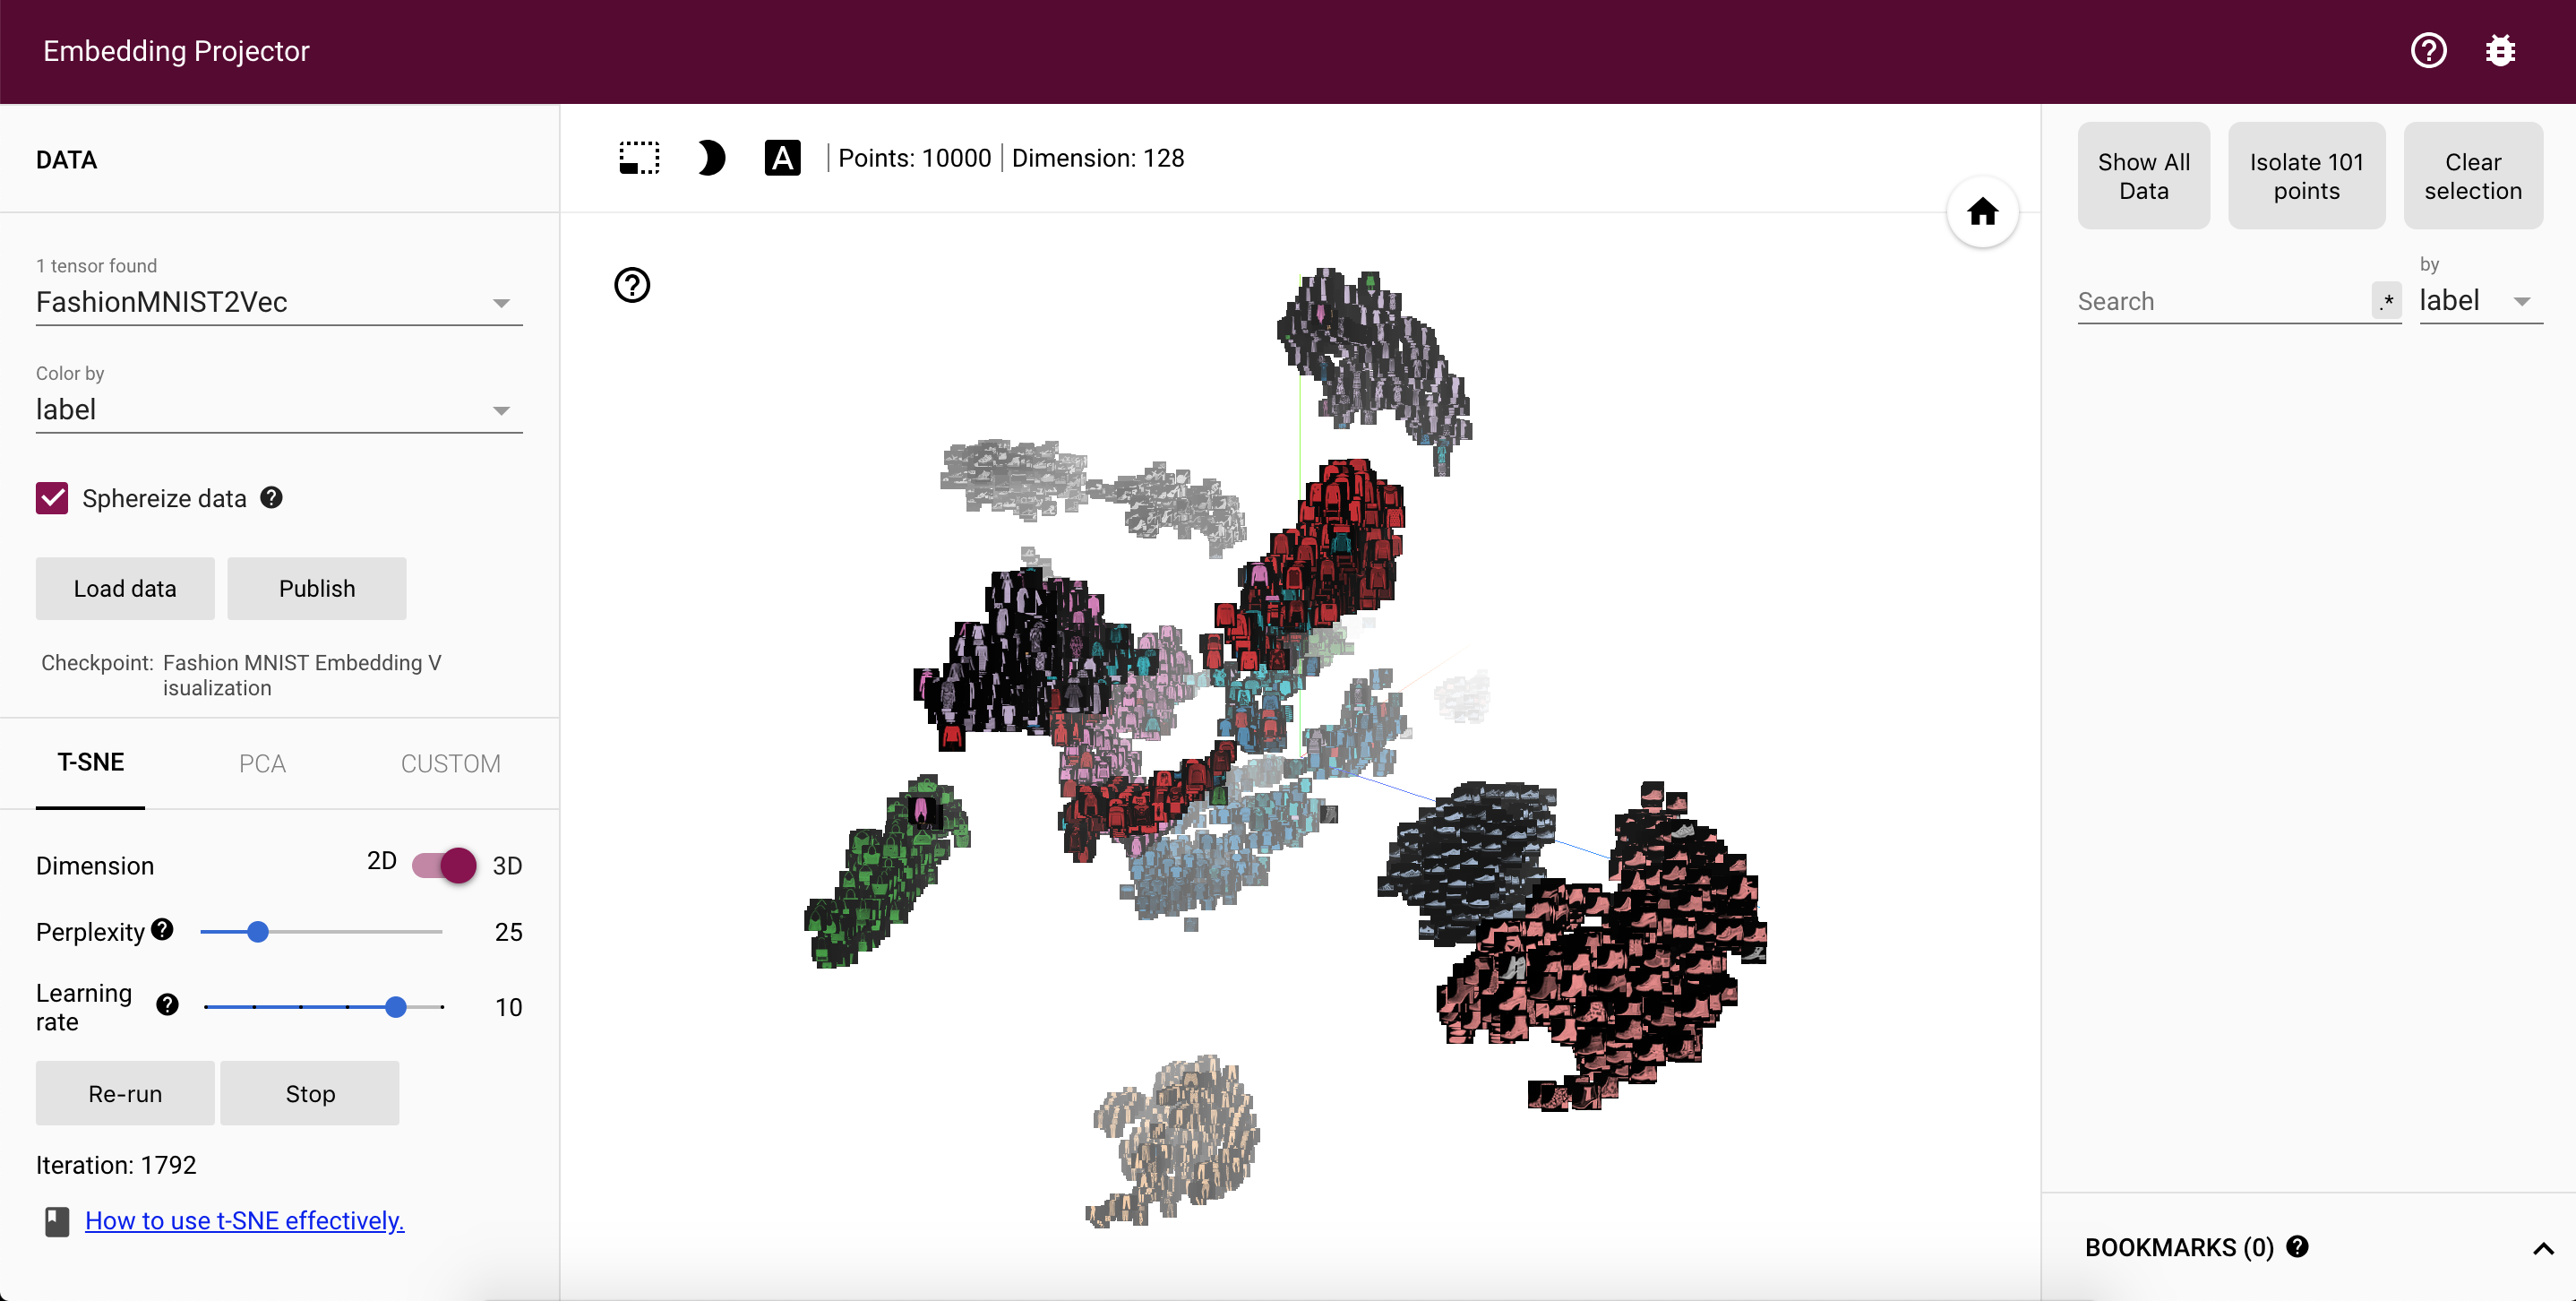 Embedding Projector
DATA
1 tensor found
FashionMNIST2Vec
Color by
label
Sphereize data
Load data
Publish
Checkpoint: Fashion MNIST Embedding V
isualization
T-SNE
PCA
CUSTOM
Dimension
2D
3D
Perplexity
25
Learning
rate
10
Re-run
Stop
Iteration: 1792
How to use t-SNE effectively.
A
Points: 10000
Dimension: 128
Show All
Data
Isolate 101
points
Clear
selection
Search
.*
by
label
BOOKMARKS (0)